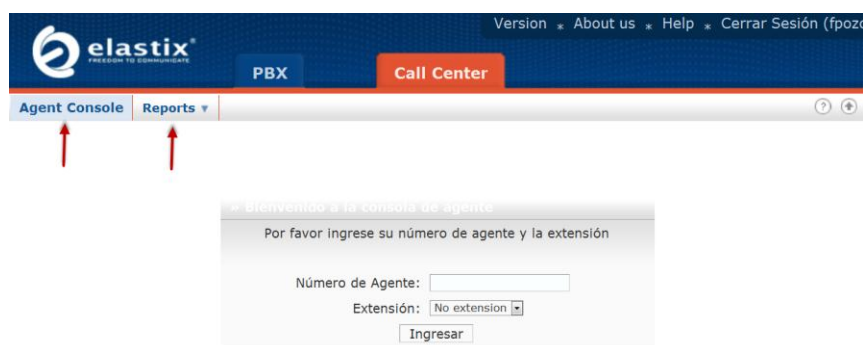 Version * About us * Help * Cerrar Sesión (fpozo
elastix
FREEDOM TO COMMUNICATE
PBX Call Center
Agent Console Reports
» Bienvenido a la consola de agente
Por favor ingrese su número de agente y la extensión
Número de Agente:
Extensión: No extension
Ingresar